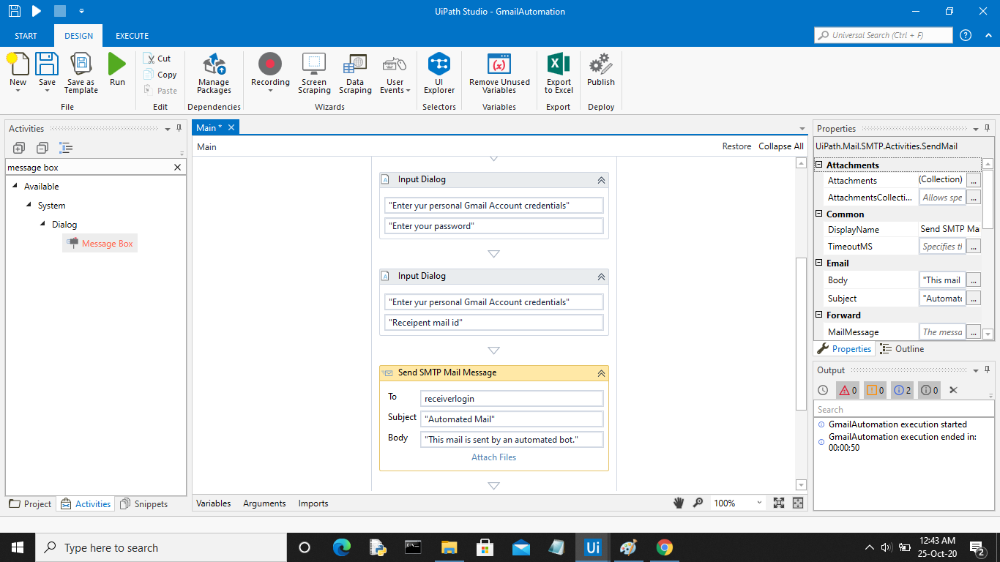 UiPath Studio - GmailAutomation
START DESIGN EXECUTE
Universal Search (Ctrl + F)
New Save Save as Template Run
Cut
Copy
Paste
Manage Packages
Recording Screen Scraping Data Scraping User Events
UI Explorer
Remove Unused Variables
Export to Excel
Publish
File Edit Dependencies Wizards Selectors Variables Export Deploy
Activities
message box
Available
System
Dialog
Message Box
Project Activities Snippets
Main *
Main
Restore Collapse All
Input Dialog
"Enter yur personal Gmail Account credentials"
"Enter your password"
Input Dialog
"Enter yur personal Gmail Account credentials"
"Receipent mail id"
Send SMTP Mail Message
To receiverlogin
Subject "Automated Mail"
Body "This mail is sent by an automated bot."
Attach Files
Variables Arguments Imports
100%
Properties
UiPath.Mail.SMTP.Activities.SendMail
Attachments
Attachments (Collection) ...
AttachmentsCollecti... Allows spe ...
Common
DisplayName Send SMTP Mai
TimeoutMS Specifies tl ...
Email
Body "This mail ...
Subject "Automate ...
Forward
MailMessage The messa ...
Properties Outline
Output
0 0 2 0
Search
GmailAutomation execution started
GmailAutomation execution ended in:
00:00:50
Type here to search
Ui
12:43 AM
25-Oct-20
2